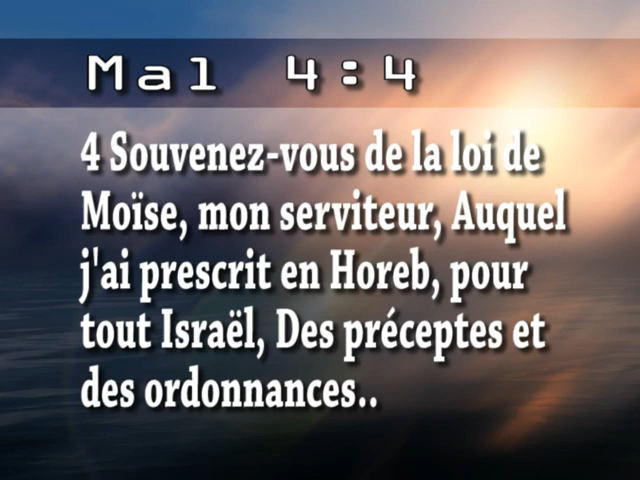 Mal 4:4
4 Souvenez-vous de la loi de
Moïse, mon serviteur, Auquel
j'ai prescrit en Horeb, pour
tout Israël, Des préceptes et
des ordonnances..